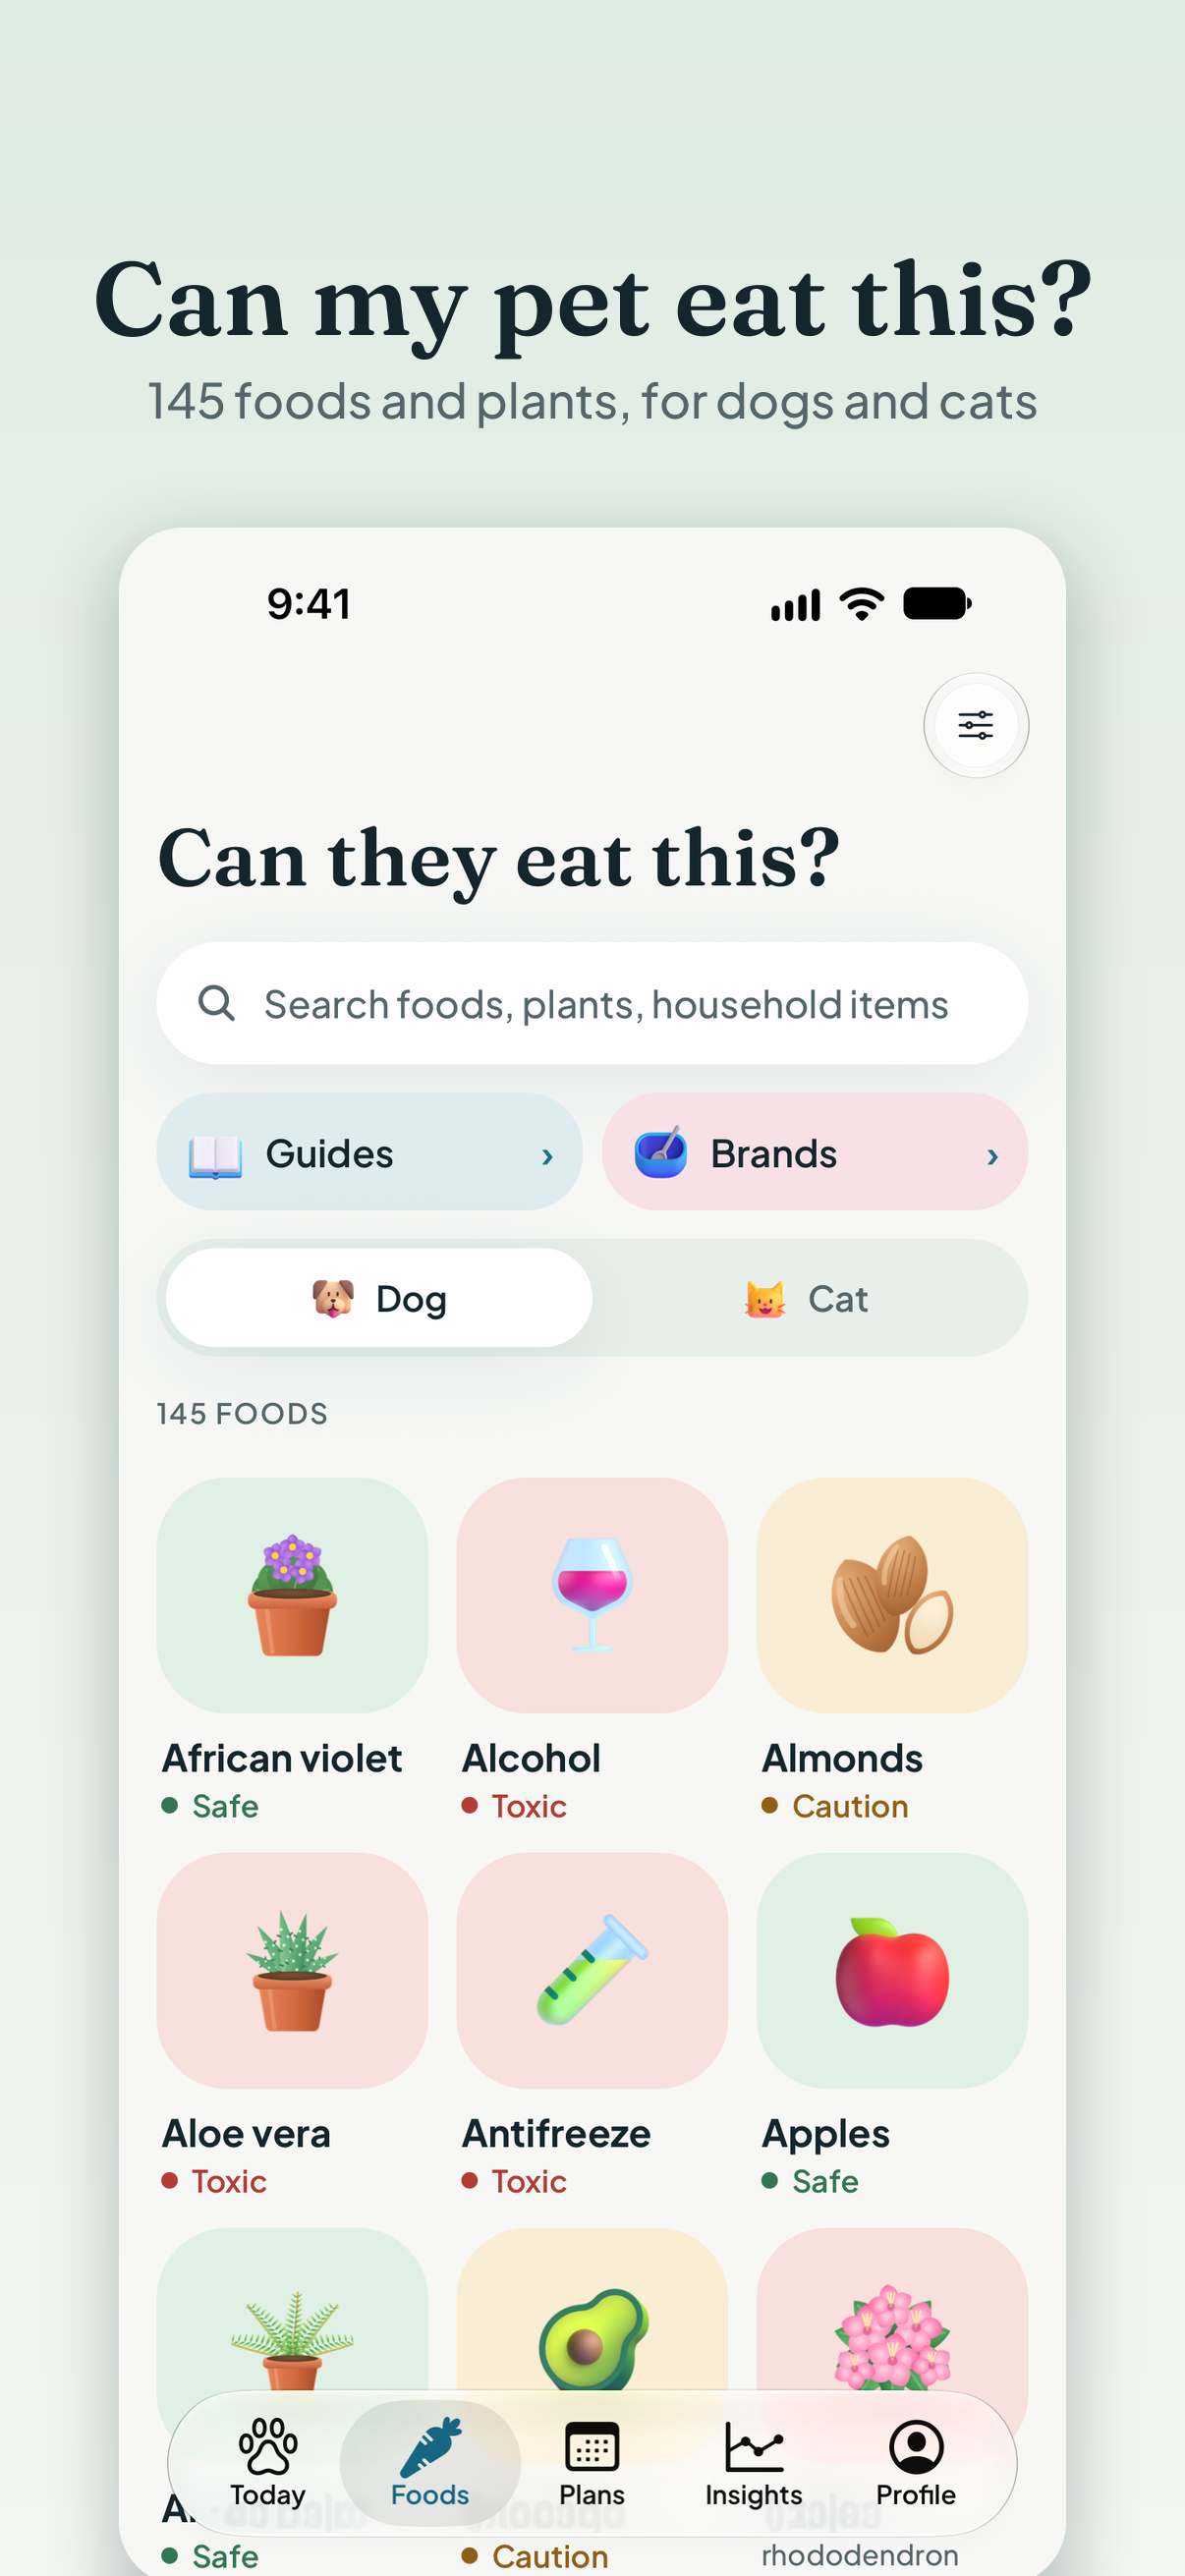 Can my pet eat this?
145 foods and plants, for dogs and cats
9:41
Can they eat this?
Search foods, plants, household items
Guides ›
Brands ›
Dog
Cat
145 FOODS
African violet
Safe
Alcohol
Toxic
Almonds
Caution
Aloe vera
Toxic
Antifreeze
Toxic
Apples
Safe
Today
Foods
Plans
Insights
Profile
Safe
Caution
rhododendron